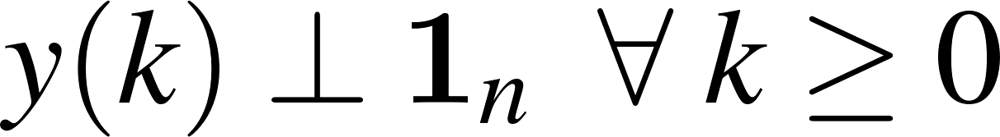 y(k) ⊥ 𝟏ₙ ∀ k ≥ 0